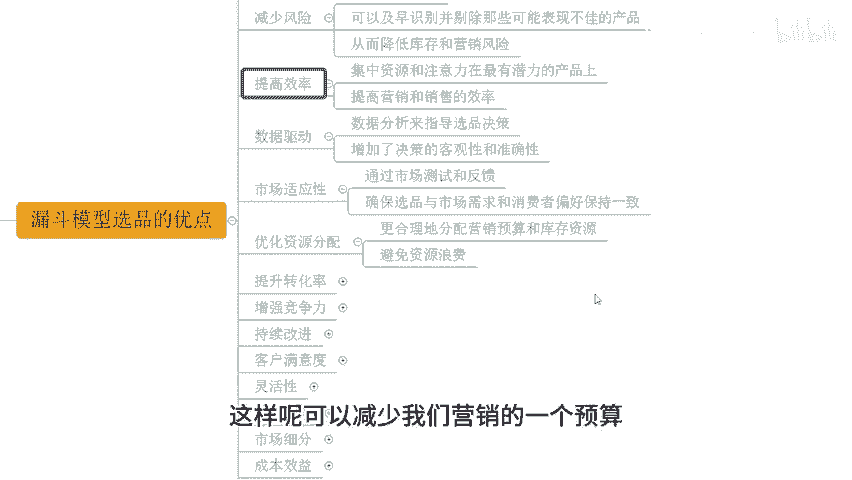 减少风险
可以及早识别并剔除那些可能表现不佳的产品
从而降低库存和营销风险
提高效率
集中资源和注意力在最有潜力的产品上
提高营销和销售的效率
数据驱动
数据分析来指导选品决策
增加了决策的客观性和准确性
市场适应性
通过市场测试和反馈
确保选品与市场需求和消费者偏好保持一致
漏斗模型选品的优点
优化资源分配
更合理地分配营销预算和库存资源
避免资源浪费
提升转化率
增强竞争力
持续改进
客户满意度
灵活性
这样呢可以减少我们营销的一个预算
市场细分
成本效益
bilibili